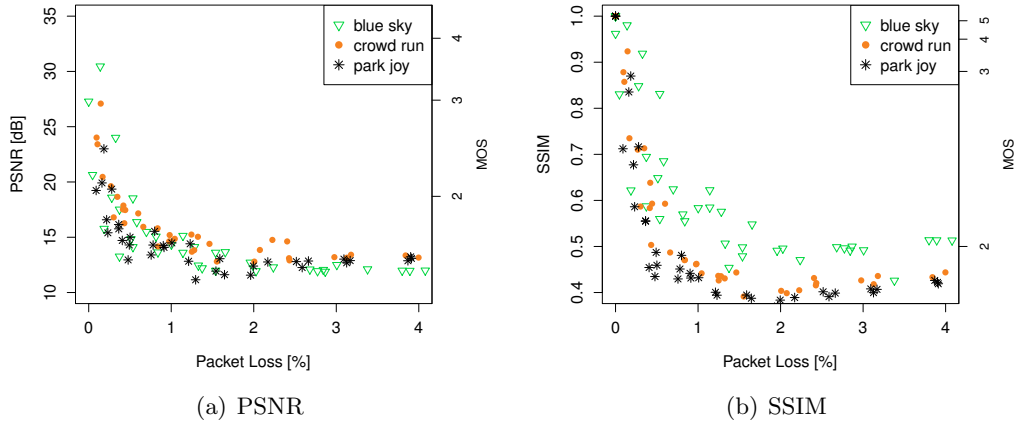 35
30
25
20
15
10
PSNR [dB]
0
1
2
3
4
Packet Loss [%]
4
3
2
MOS
blue sky
crowd run
park joy
(a) PSNR
1.0
0.9
0.8
0.7
0.6
0.5
0.4
SSIM
0
1
2
3
4
Packet Loss [%]
5
4
3
2
MOS
blue sky
crowd run
park joy
(b) SSIM